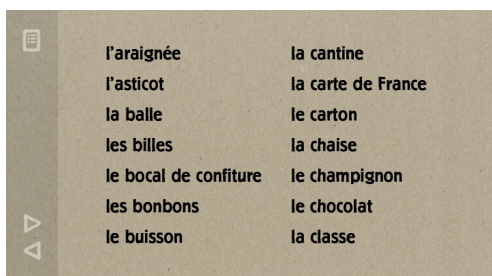 l'araignée
l'asticot
la balle
les billes
le bocal de confiture
les bonbons
le buisson
la cantine
la carte de France
le carton
la chaise
le champignon
le chocolat
la classe